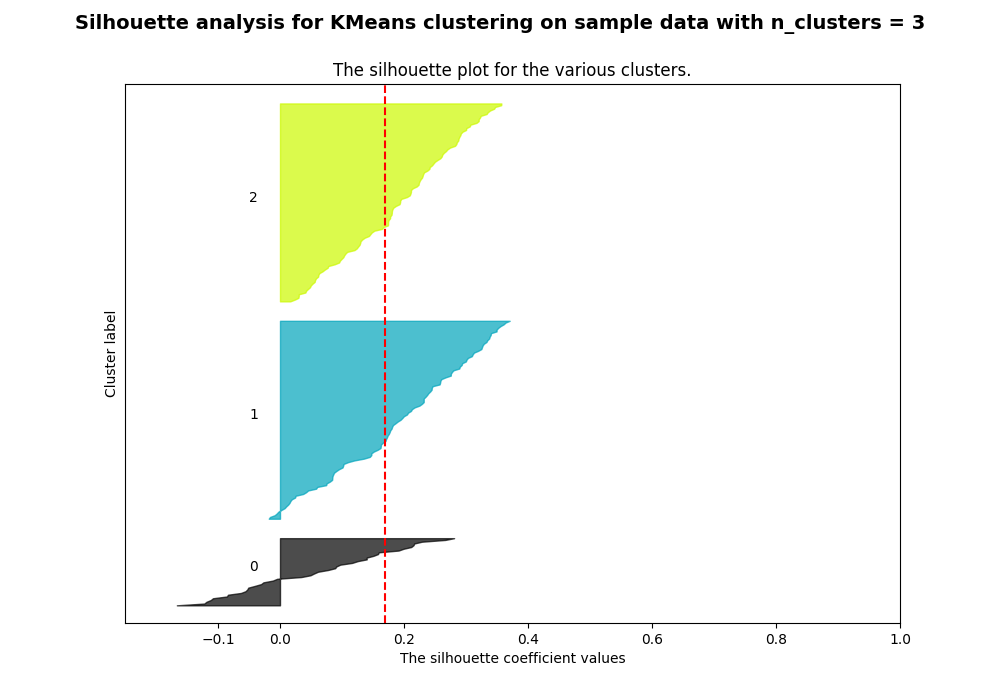 Silhouette analysis for KMeans clustering on sample data with n_clusters = 3
The silhouette plot for the various clusters.
Cluster label
2
1
0
−0.1 0.0 0.2 0.4 0.6 0.8 1.0
The silhouette coefficient values